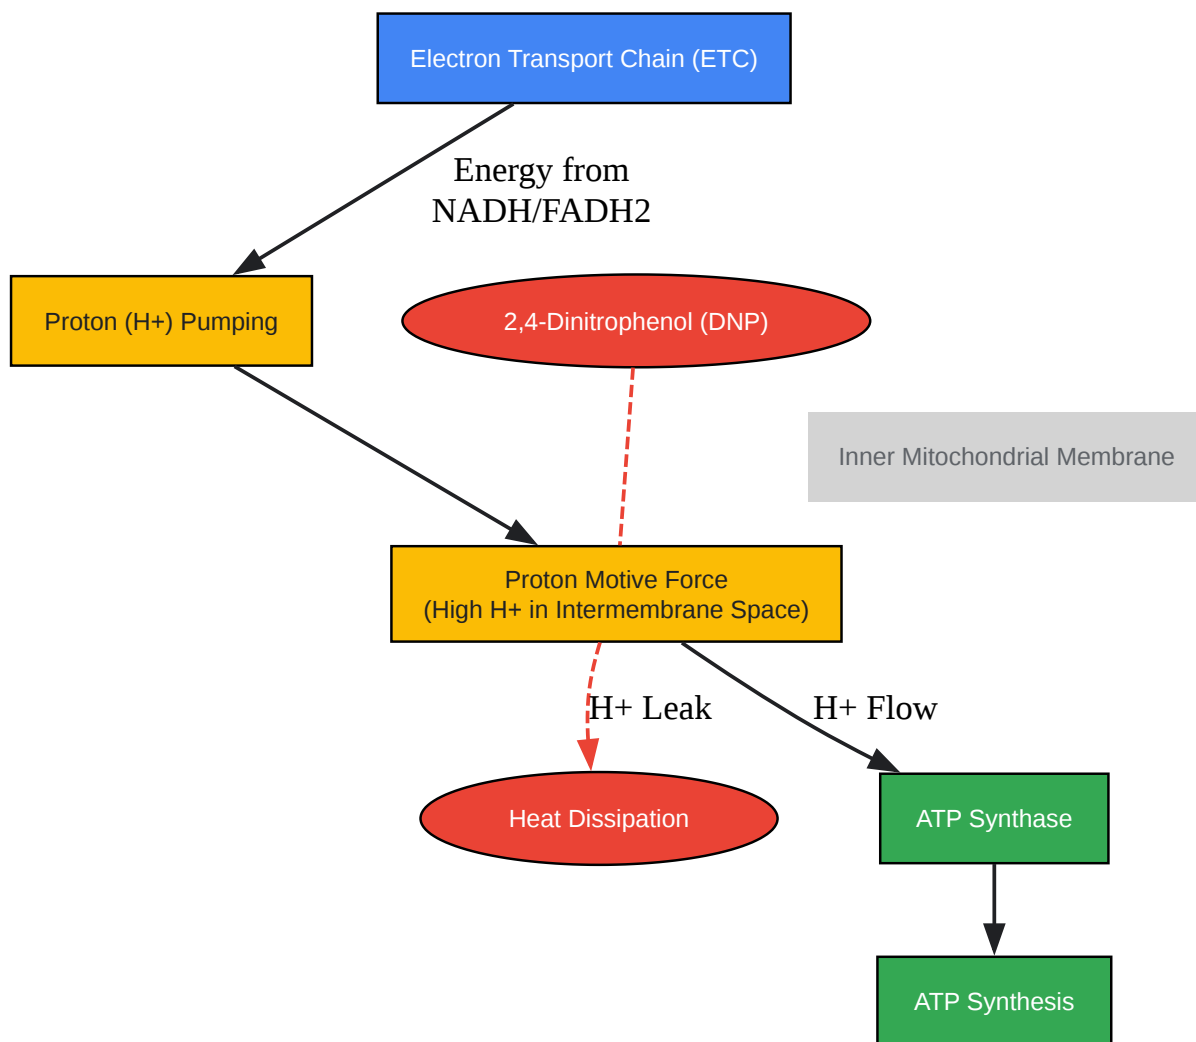 Electron Transport Chain (ETC)
Energy from
NADH/FADH2
Proton (H+) Pumping
2,4-Dinitrophenol (DNP)
Inner Mitochondrial Membrane
Proton Motive Force
(High H+ in Intermembrane Space)
H+ Leak
H+ Flow
Heat Dissipation
ATP Synthase
ATP Synthesis